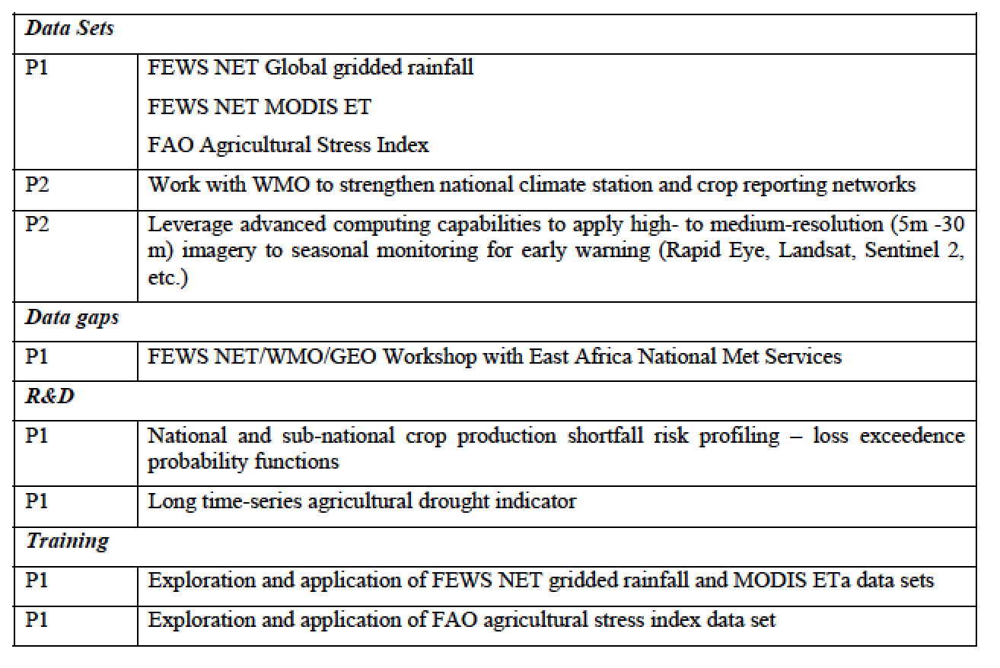 Data Sets
P1
FEWS NET Global gridded rainfall
FEWS NET MODIS ET
FAO Agricultural Stress Index
P2
Work with WMO to strengthen national climate station and crop reporting networks
P2
Leverage advanced computing capabilities to apply high- to medium-resolution (5m -30
m) imagery to seasonal monitoring for early warning (Rapid Eye, Landsat, Sentinel 2,
etc.)
Data gaps
P1
FEWS NET/WMO/GEO Workshop with East Africa National Met Services
R&D
P1
National and sub-national crop production shortfall risk profiling – loss exceedence
probability functions
P1
Long time-series agricultural drought indicator
Training
P1
Exploration and application of FEWS NET gridded rainfall and MODIS ETa data sets
P1
Exploration and application of FAO agricultural stress index data set